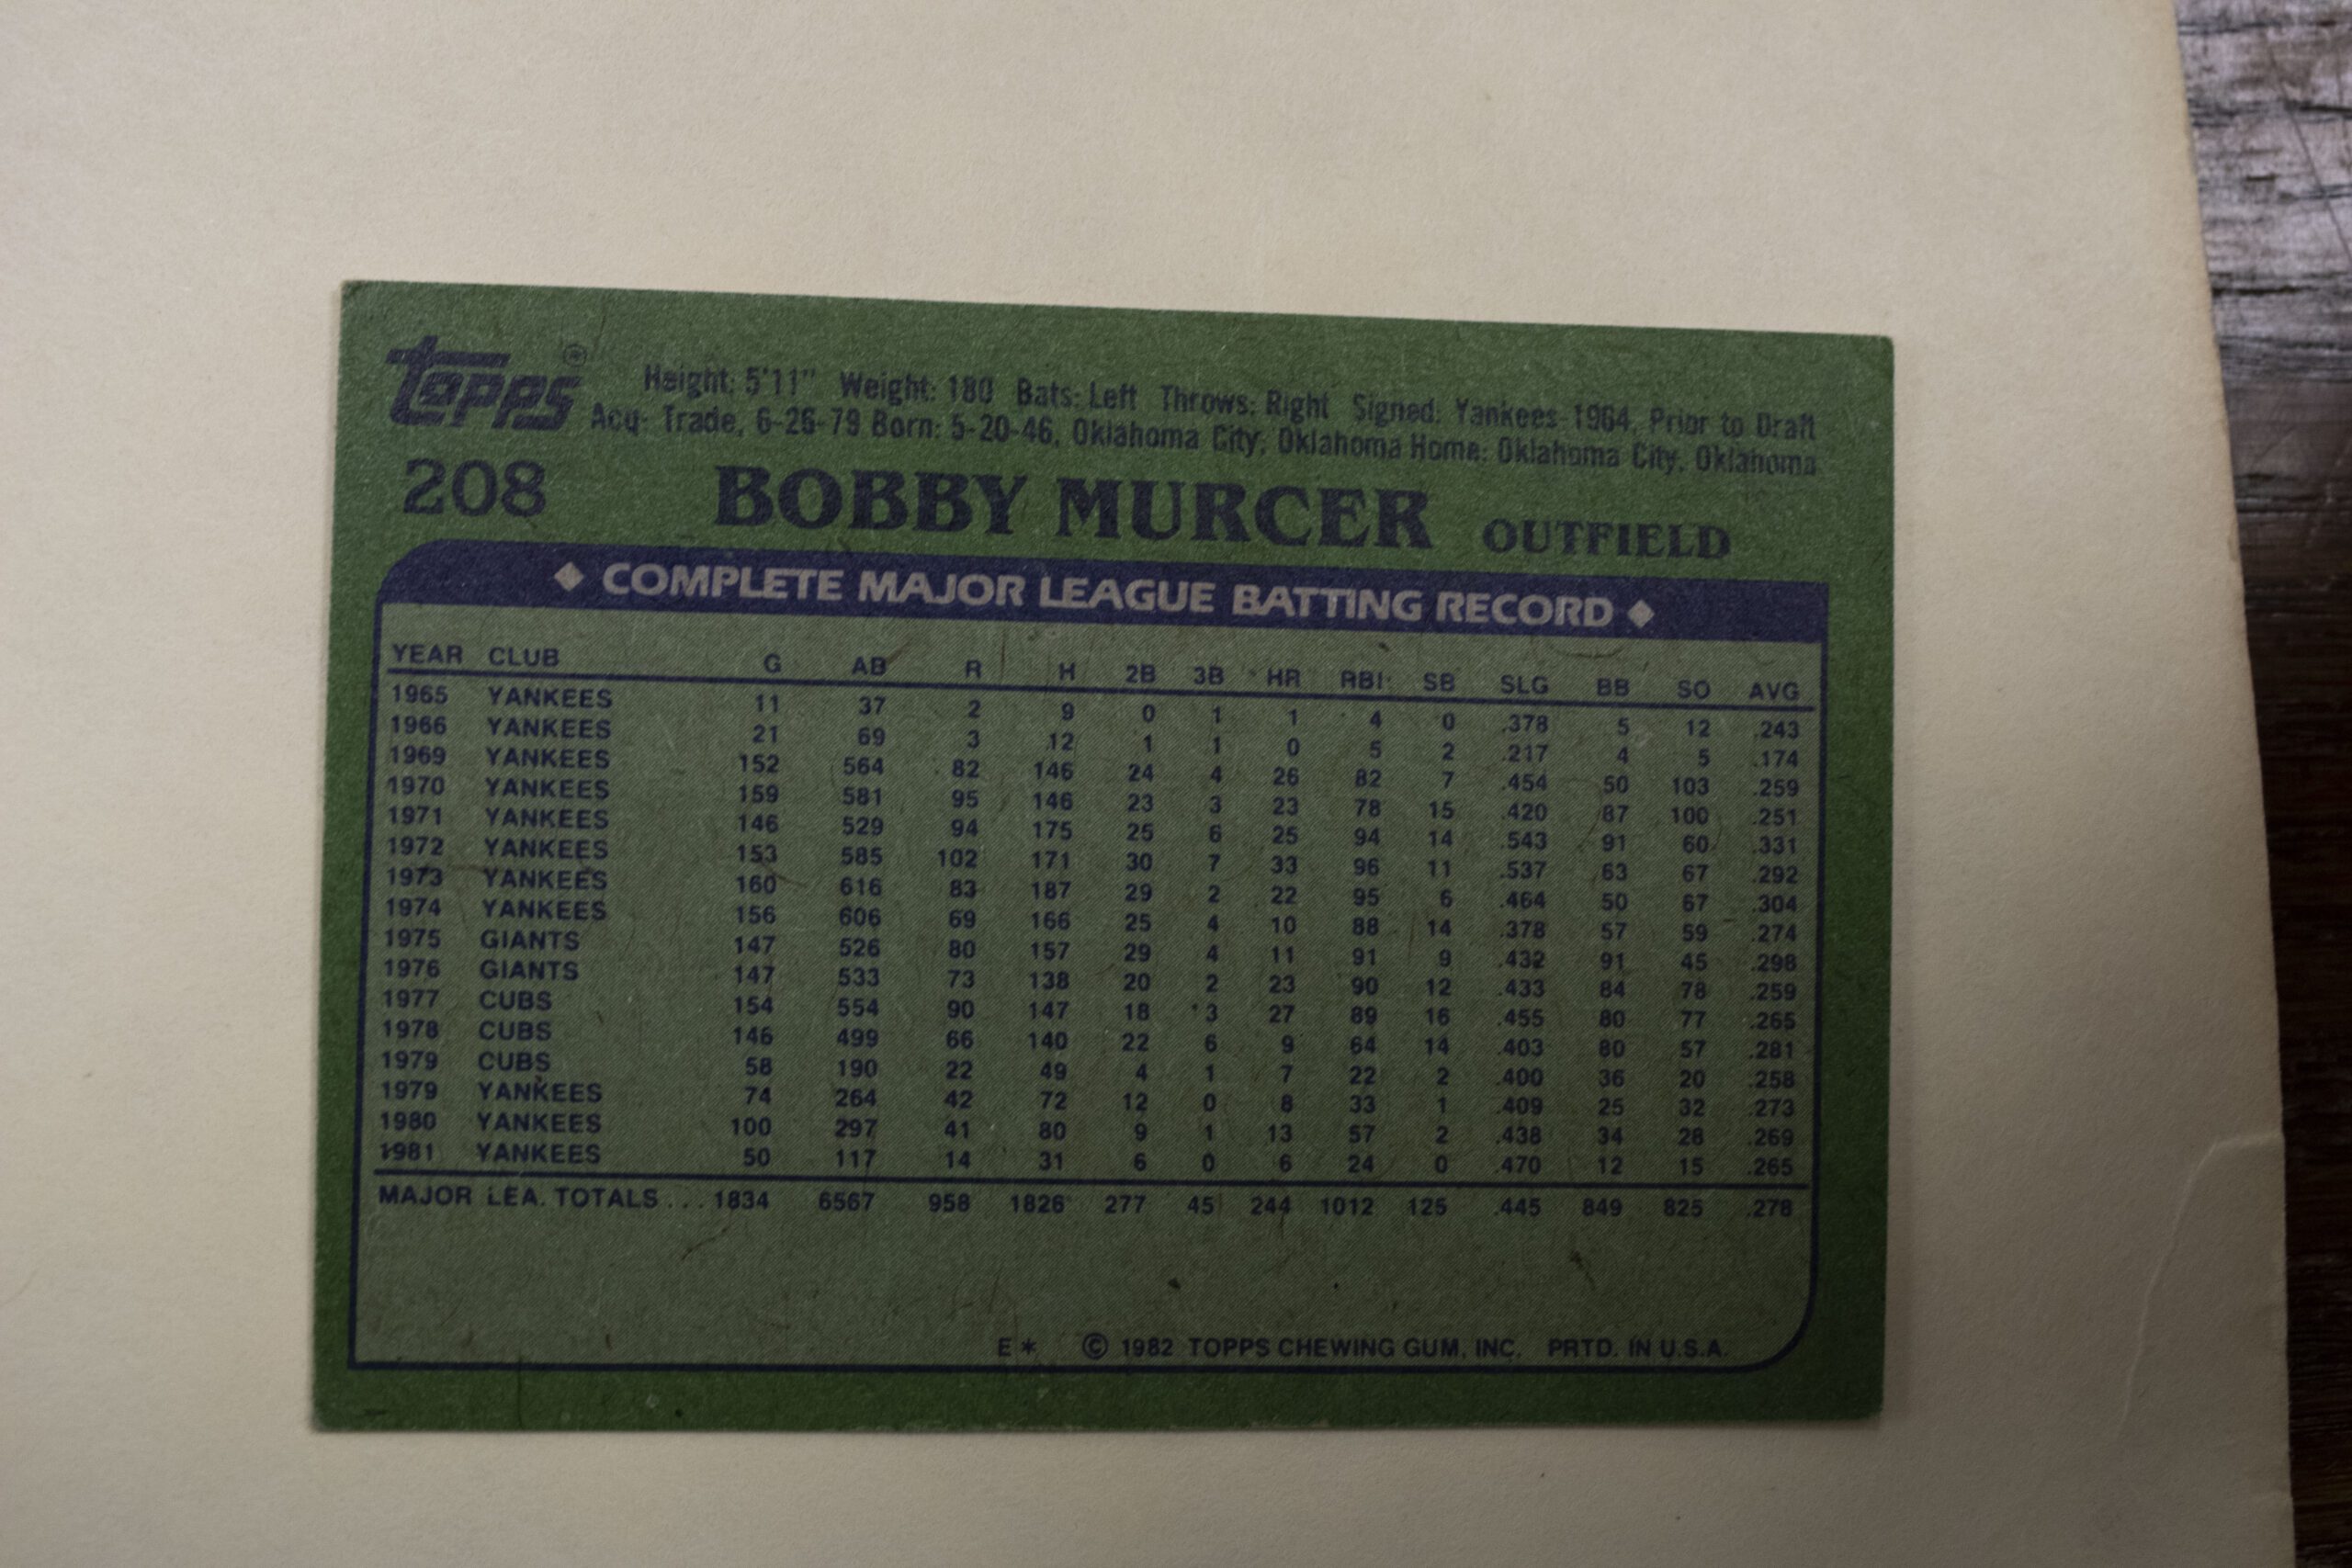 Topps®
Height: 5'11" Weight: 180 Bats: Left Throws: Right Signed: Yankees-1964, Prior to Draft
Acq- Trade, 6-26-79 Born: 5-20-46, Oklahoma City, Oklahoma Home: Oklahoma City, Oklahoma
208 BOBBY MURCER OUTFIELD
◆ COMPLETE MAJOR LEAGUE BATTING RECORD ◆
YEAR CLUB G AB R H 2B 3B HR RBI SB SLG BB SO AVG
1965 YANKEES 11 37 2 9 0 1 1 4 0 .378 5 12 .243
1966 YANKEES 21 69 3 12 1 1 0 5 2 .217 4 5 .174
1969 YANKEES 152 564 82 146 24 4 26 82 7 .454 50 103 .259
1970 YANKEES 159 581 95 146 23 3 23 78 15 .420 87 100 .251
1971 YANKEES 146 529 94 175 25 6 25 94 14 .543 91 60 .331
1972 YANKEES 153 585 102 171 30 7 33 96 11 .537 63 67 .292
1973 YANKEES 160 616 83 187 29 2 22 95 6 .464 50 67 .304
1974 YANKEES 156 606 69 166 25 4 10 88 14 .378 57 59 .274
1975 GIANTS 147 526 80 157 29 4 11 91 9 .432 91 45 .298
1976 GIANTS 147 533 73 138 20 2 23 90 12 .433 84 78 .259
1977 CUBS 154 554 90 147 18 3 27 89 16 .455 80 77 .265
1978 CUBS 146 499 66 140 22 6 9 64 14 .403 80 57 .281
1979 CUBS 58 190 22 49 4 1 7 22 2 .400 36 20 .258
1979 YANKEES 74 264 42 72 12 0 8 33 1 .409 25 32 .273
1980 YANKEES 100 297 41 80 9 1 13 57 2 .438 34 28 .269
1981 YANKEES 50 117 14 31 6 0 6 24 0 .470 12 15 .265
MAJOR LEA. TOTALS ... 1834 6567 958 1826 277 45 244 1012 125 .445 849 825 .278
E* © 1982 TOPPS CHEWING GUM, INC. PRTD. IN U.S.A.